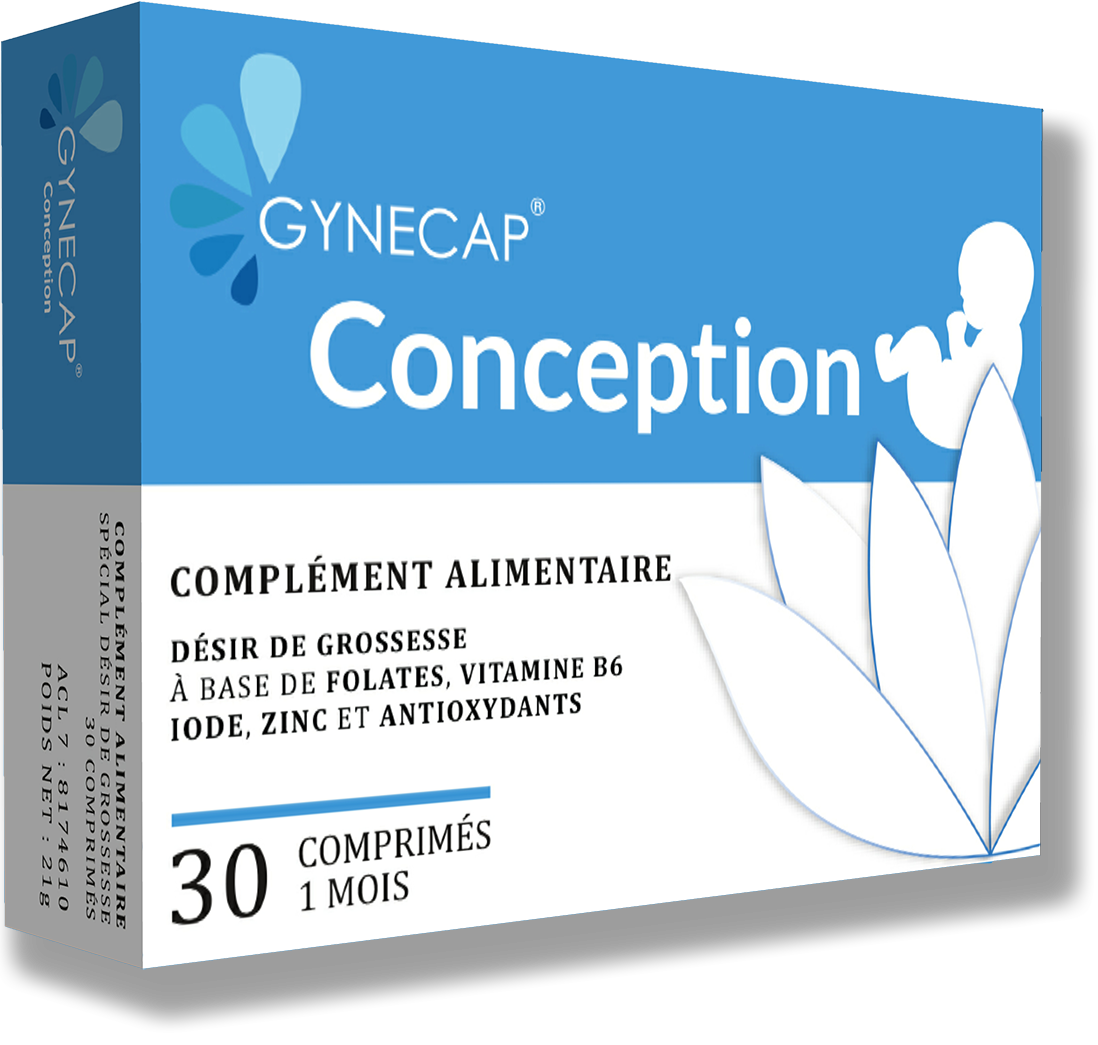 GYNECAP®
Conception
COMPLÉMENT ALIMENTAIRE
DÉSIR DE GROSSESSE
À BASE DE FOLATES, VITAMINE B6
IODE, ZINC ET ANTIOXYDANTS
30 COMPRIMÉS
1 MOIS
GYNECAP®
Conception
COMPLÉMENT ALIMENTAIRE
SPÉCIAL DÉSIR DE GROSSESSE
30 COMPRIMÉS
ACL 7 : 8174610
POIDS NET : 21g